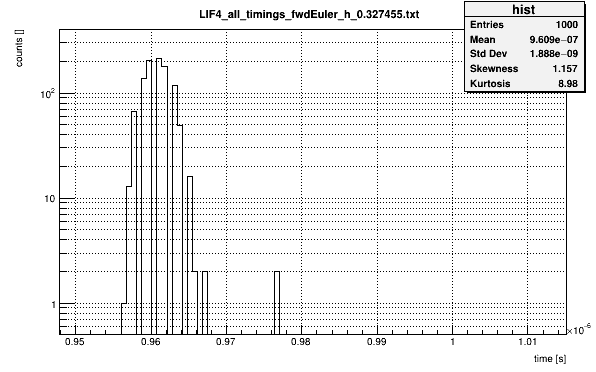 LIF4_all_timings_fwdEuler_h_0.327455.txt
hist
Entries 1000
Mean 9.609e−07
Std Dev 1.888e−09
Skewness 1.157
Kurtosis 8.98
counts []
10²
10
1
0.95 0.96 0.97 0.98 0.99 1 1.01
×10⁻⁶
time [s]